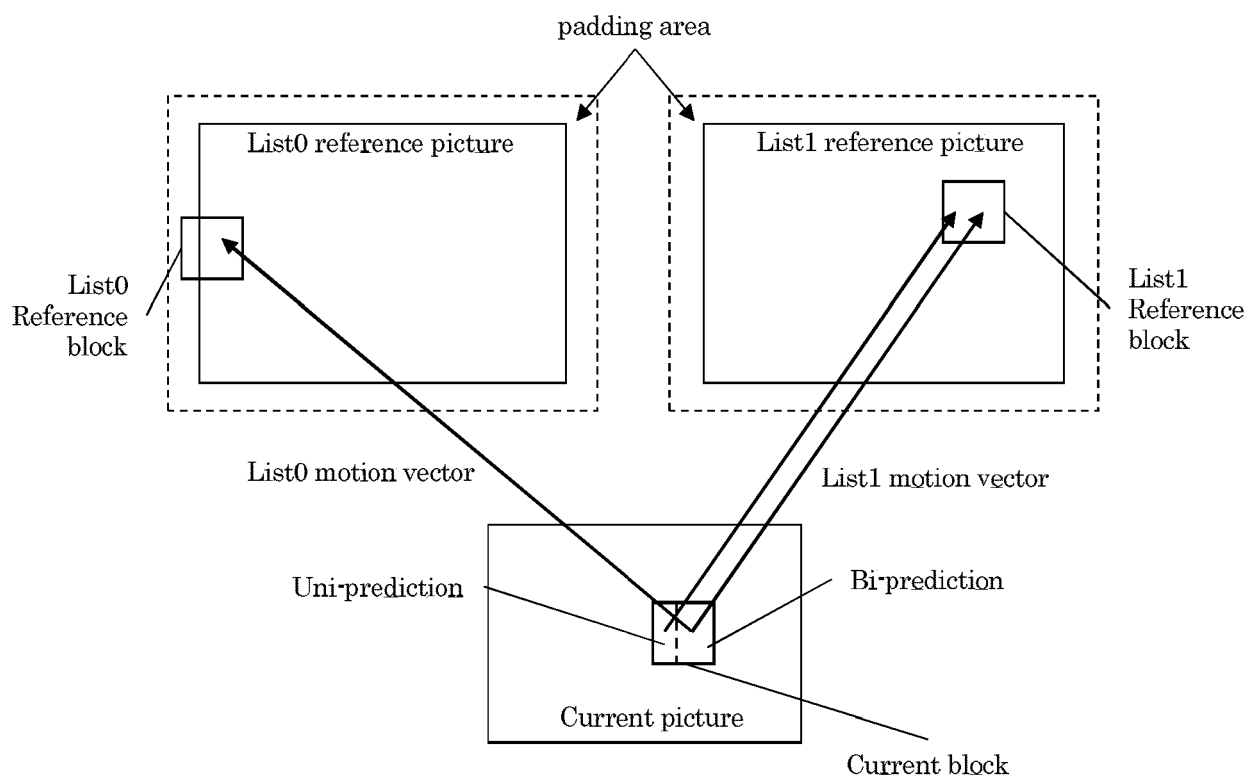 padding area
List0 reference picture
List1 reference picture
List0
Reference
block
List1
Reference
block
List0 motion vector
List1 motion vector
Uni-prediction
Bi-prediction
Current picture
Current block